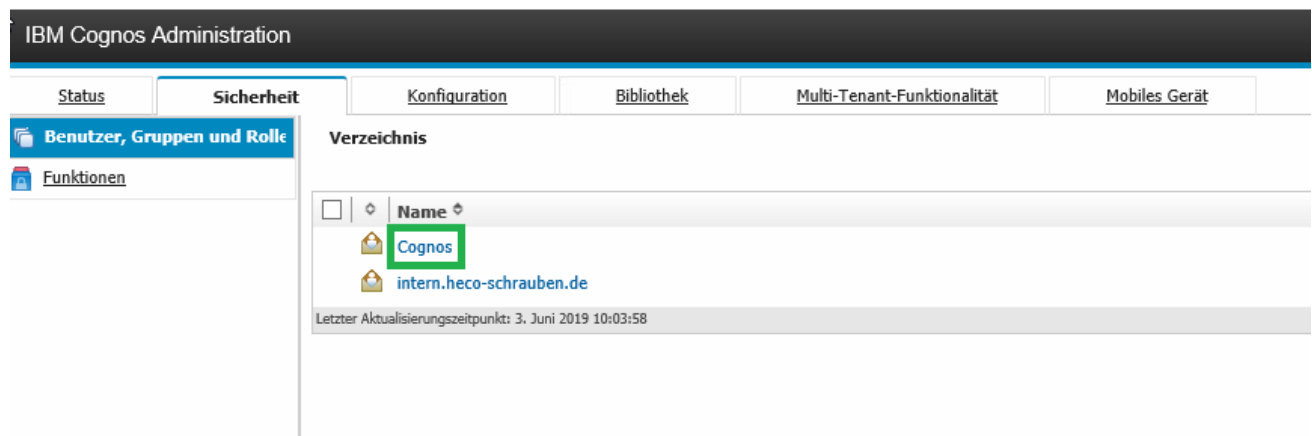 IBM Cognos Administration
Status Sicherheit Konfiguration Bibliothek Multi-Tenant-Funktionalität Mobiles Gerät
Benutzer, Gruppen und Rolle
Verzeichnis
Funktionen
Name
Cognos
intern.heco-schrauben.de
Letzter Aktualisierungszeitpunkt: 3. Juni 2019 10:03:58